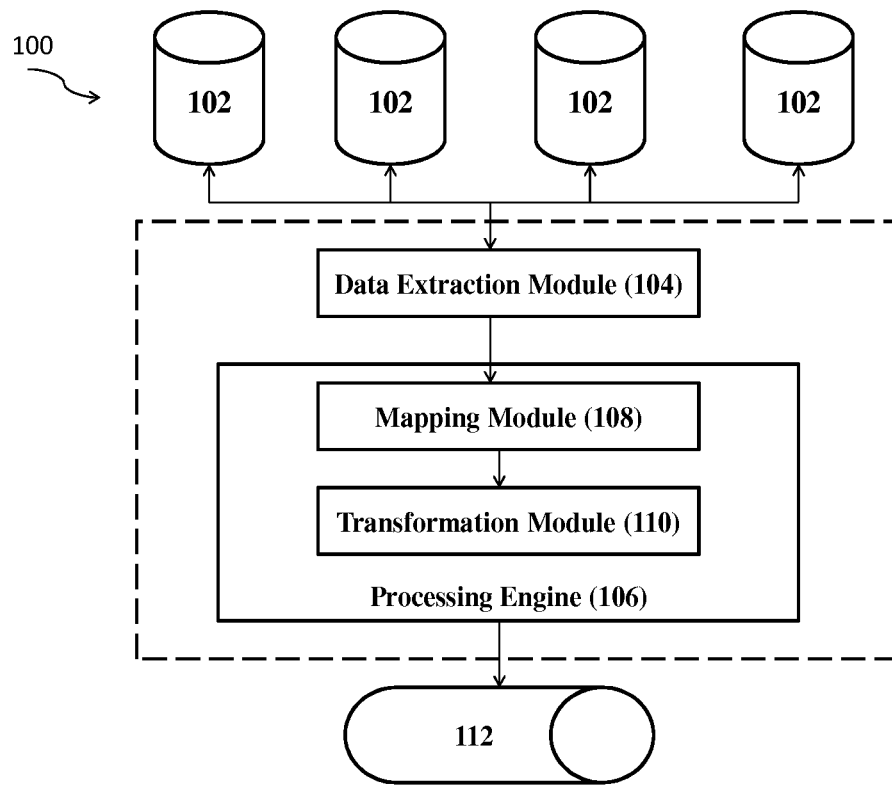 100
102 102 102 102
Data Extraction Module (104)
Mapping Module (108)
Transformation Module (110)
Processing Engine (106)
112